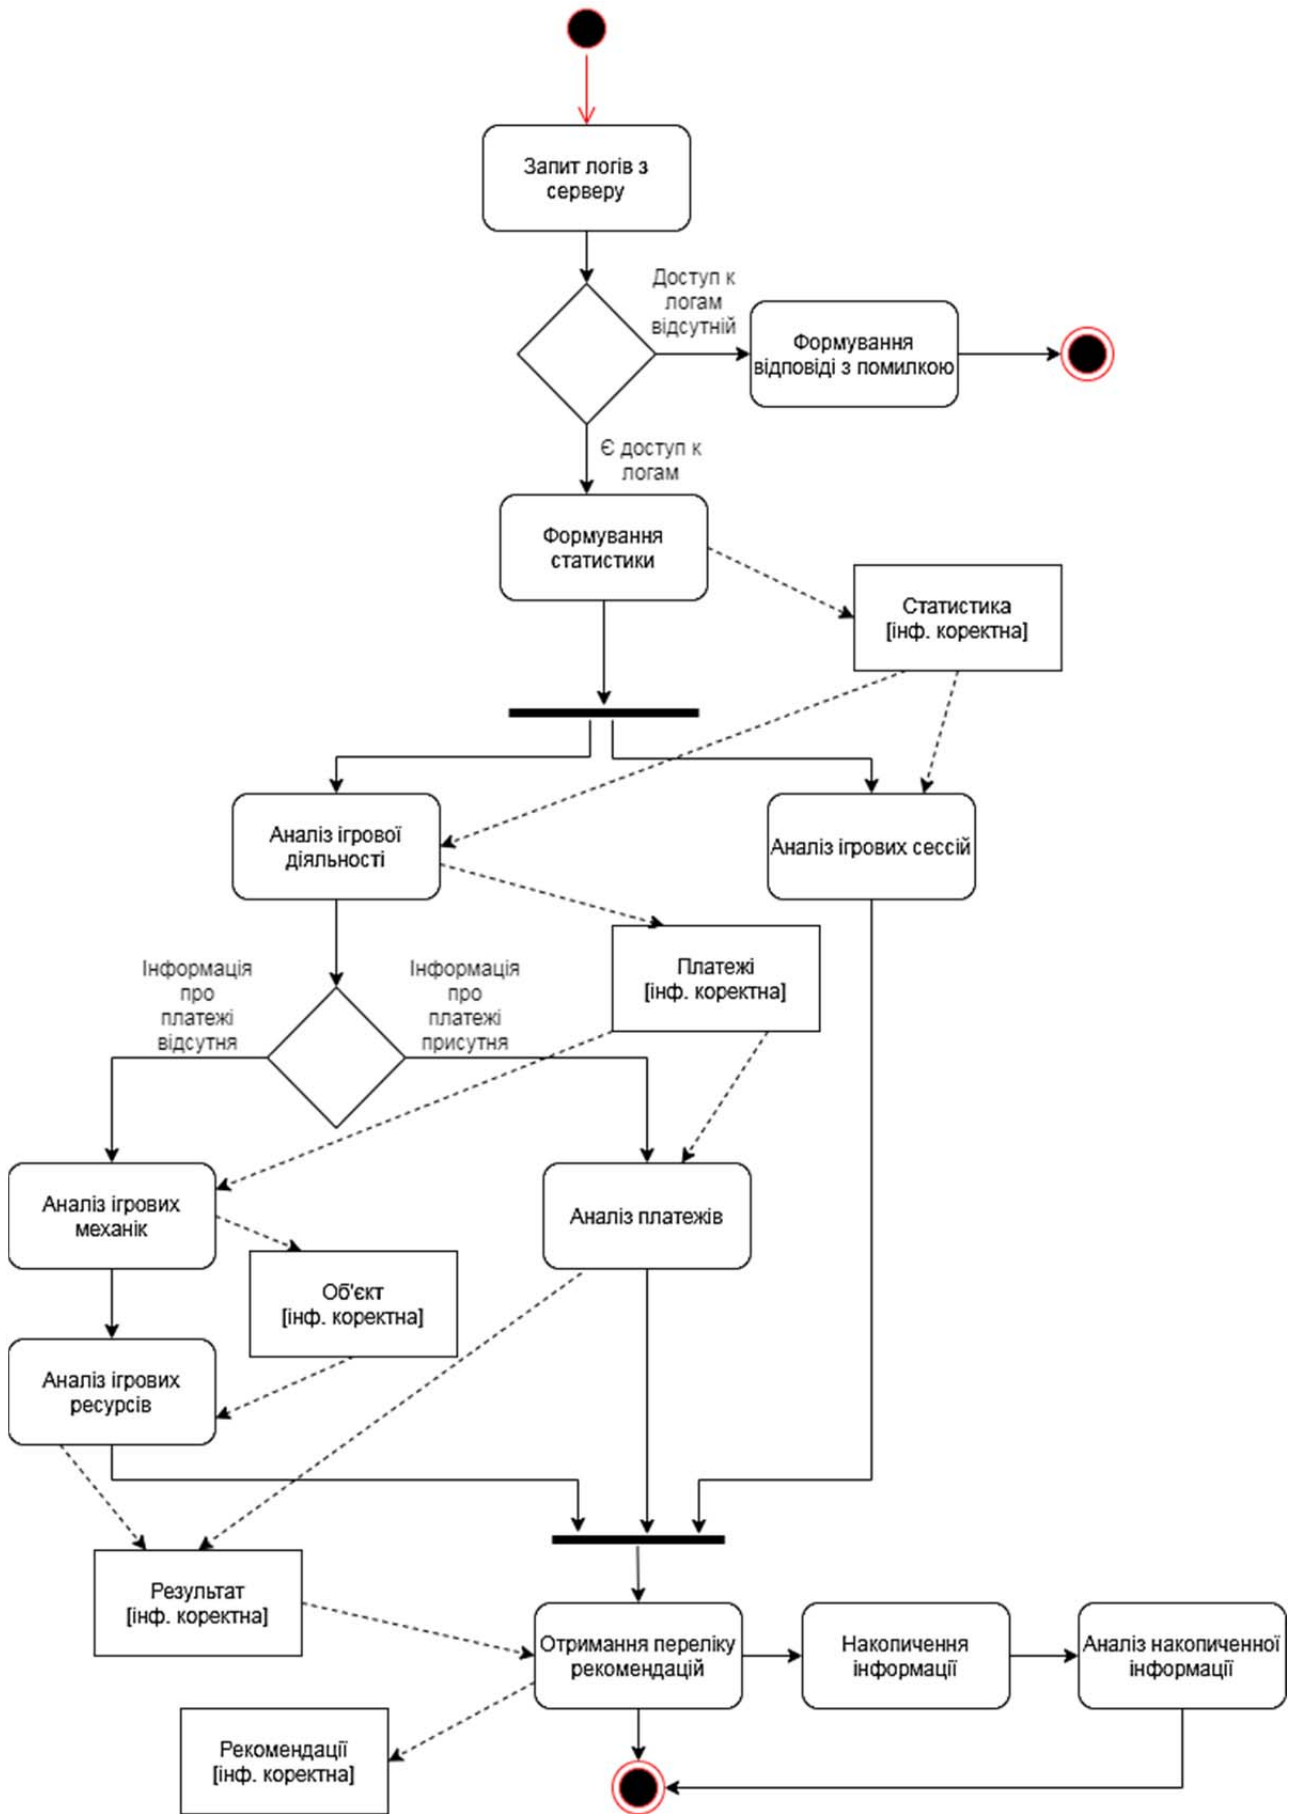 Запит логів з
серверу
Доступ к
логам
відсутній
Формування
відповіді з помилкою
Є доступ к
логам
Формування
статистики
Статистика
[інф. коректна]
Аналіз ігрової
діяльності
Аналіз ігрових сессій
Платежі
[інф. коректна]
Інформація
про
платежі
відсутня
Інформація
про
платежі
присутня
Аналіз ігрових
механік
Аналіз платежів
Об'єкт
[інф. коректна]
Аналіз ігрових
ресурсів
Результат
[інф. коректна]
Отримання переліку
рекомендацій
Накопичення
інформації
Аналіз накопиченної
інформації
Рекомендації
[інф. коректна]